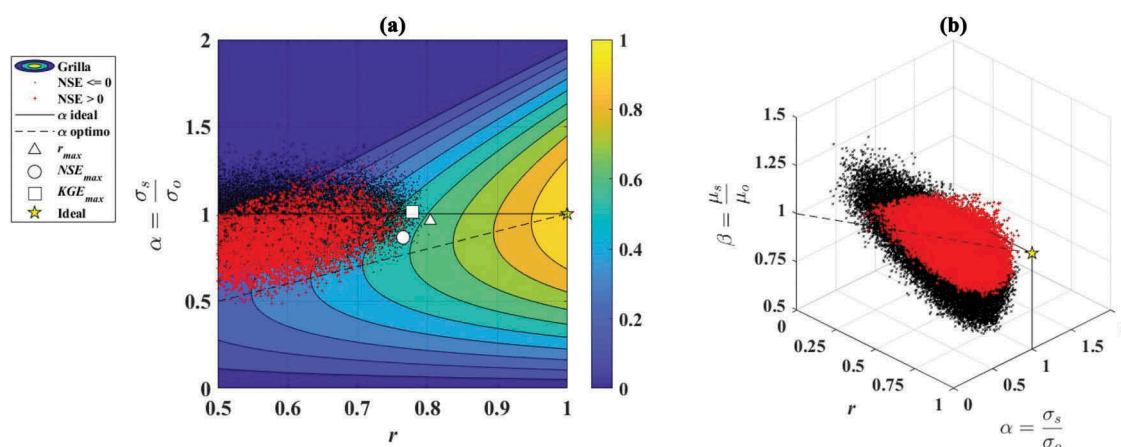 (a)
(b)
Grilla
NSE <= 0
NSE > 0
α ideal
α optimo
r_max
NSE_max
KGE_max
Ideal
2
1.5
1
0.5
0
α = σ_s / σ_o
0.5
0.6
0.7
0.8
0.9
1
r
1
0.8
0.6
0.4
0.2
0
1.5
1.25
1
0.75
0.5
β = μ_s / μ_o
0
0.25
0.5
0.75
1
r
0
0.5
1
1.5
α = σ_s / σ_o